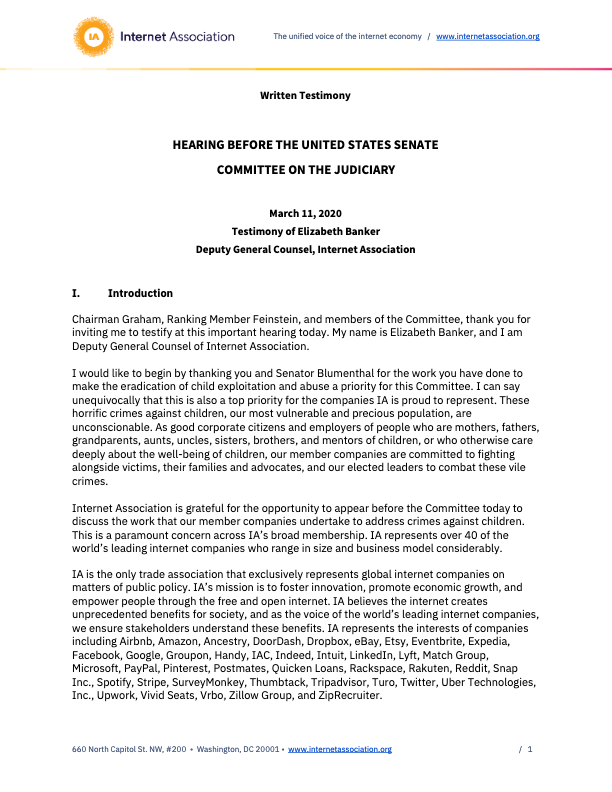 IA Internet Association
The unified voice of the internet economy / www.internetassociation.org
Written Testimony
HEARING BEFORE THE UNITED STATES SENATE
COMMITTEE ON THE JUDICIARY
March 11, 2020
Testimony of Elizabeth Banker
Deputy General Counsel, Internet Association
I. Introduction
Chairman Graham, Ranking Member Feinstein, and members of the Committee, thank you for
inviting me to testify at this important hearing today. My name is Elizabeth Banker, and I am
Deputy General Counsel of Internet Association.
I would like to begin by thanking you and Senator Blumenthal for the work you have done to
make the eradication of child exploitation and abuse a priority for this Committee. I can say
unequivocally that this is also a top priority for the companies IA is proud to represent. These
horrific crimes against children, our most vulnerable and precious population, are
unconscionable. As good corporate citizens and employers of people who are mothers, fathers,
grandparents, aunts, uncles, sisters, brothers, and mentors of children, or who otherwise care
deeply about the well-being of children, our member companies are committed to fighting
alongside victims, their families and advocates, and our elected leaders to combat these vile
crimes.
Internet Association is grateful for the opportunity to appear before the Committee today to
discuss the work that our member companies undertake to address crimes against children.
This is a paramount concern across IA's broad membership. IA represents over 40 of the
world's leading internet companies who range in size and business model considerably.
IA is the only trade association that exclusively represents global internet companies on
matters of public policy. IA's mission is to foster innovation, promote economic growth, and
empower people through the free and open internet. IA believes the internet creates
unprecedented benefits for society, and as the voice of the world's leading internet companies,
we ensure stakeholders understand these benefits. IA represents the interests of companies
including Airbnb, Amazon, Ancestry, DoorDash, Dropbox, eBay, Etsy, Eventbrite, Expedia,
Facebook, Google, Groupon, Handy, IAC, Indeed, Intuit, LinkedIn, Lyft, Match Group,
Microsoft, PayPal, Pinterest, Postmates, Quicken Loans, Rackspace, Rakuten, Reddit, Snap
Inc., Spotify, Stripe, SurveyMonkey, Thumbtack, Tripadvisor, Turo, Twitter, Uber Technologies,
Inc., Upwork, Vivid Seats, Vrbo, Zillow Group, and ZipRecruiter.
660 North Capitol St. NW, #200 • Washington, DC 20001 • www.internetassociation.org / 1